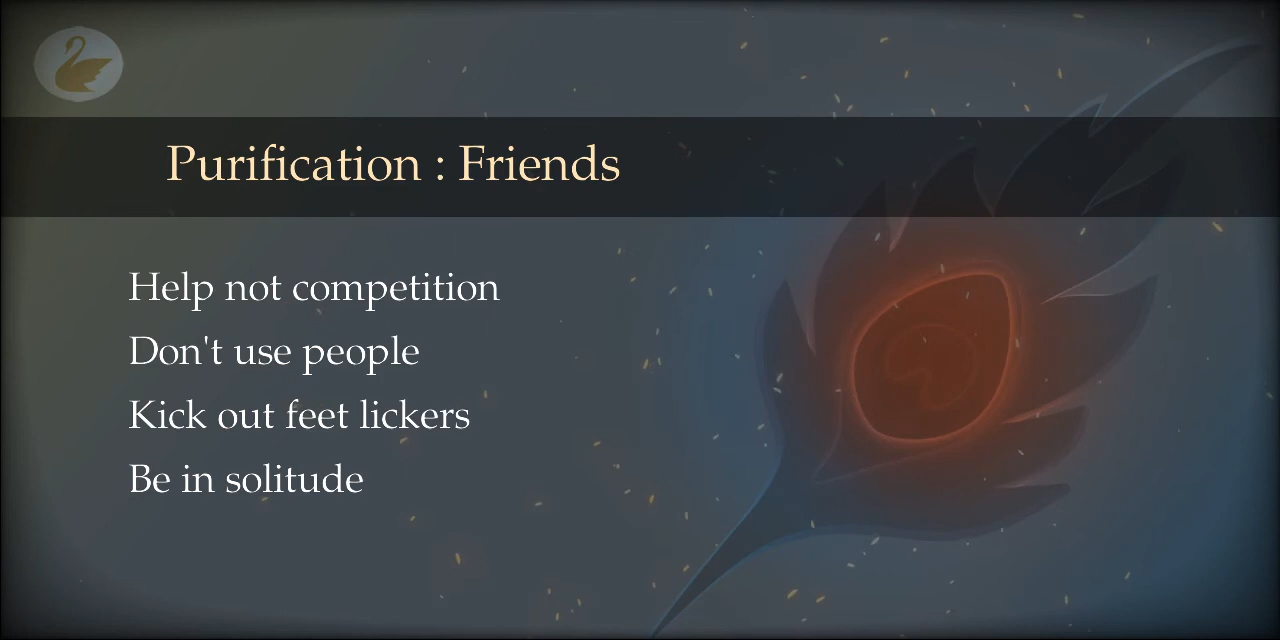 Purification : Friends
Help not competition
Don't use people
Kick out feet lickers
Be in solitude